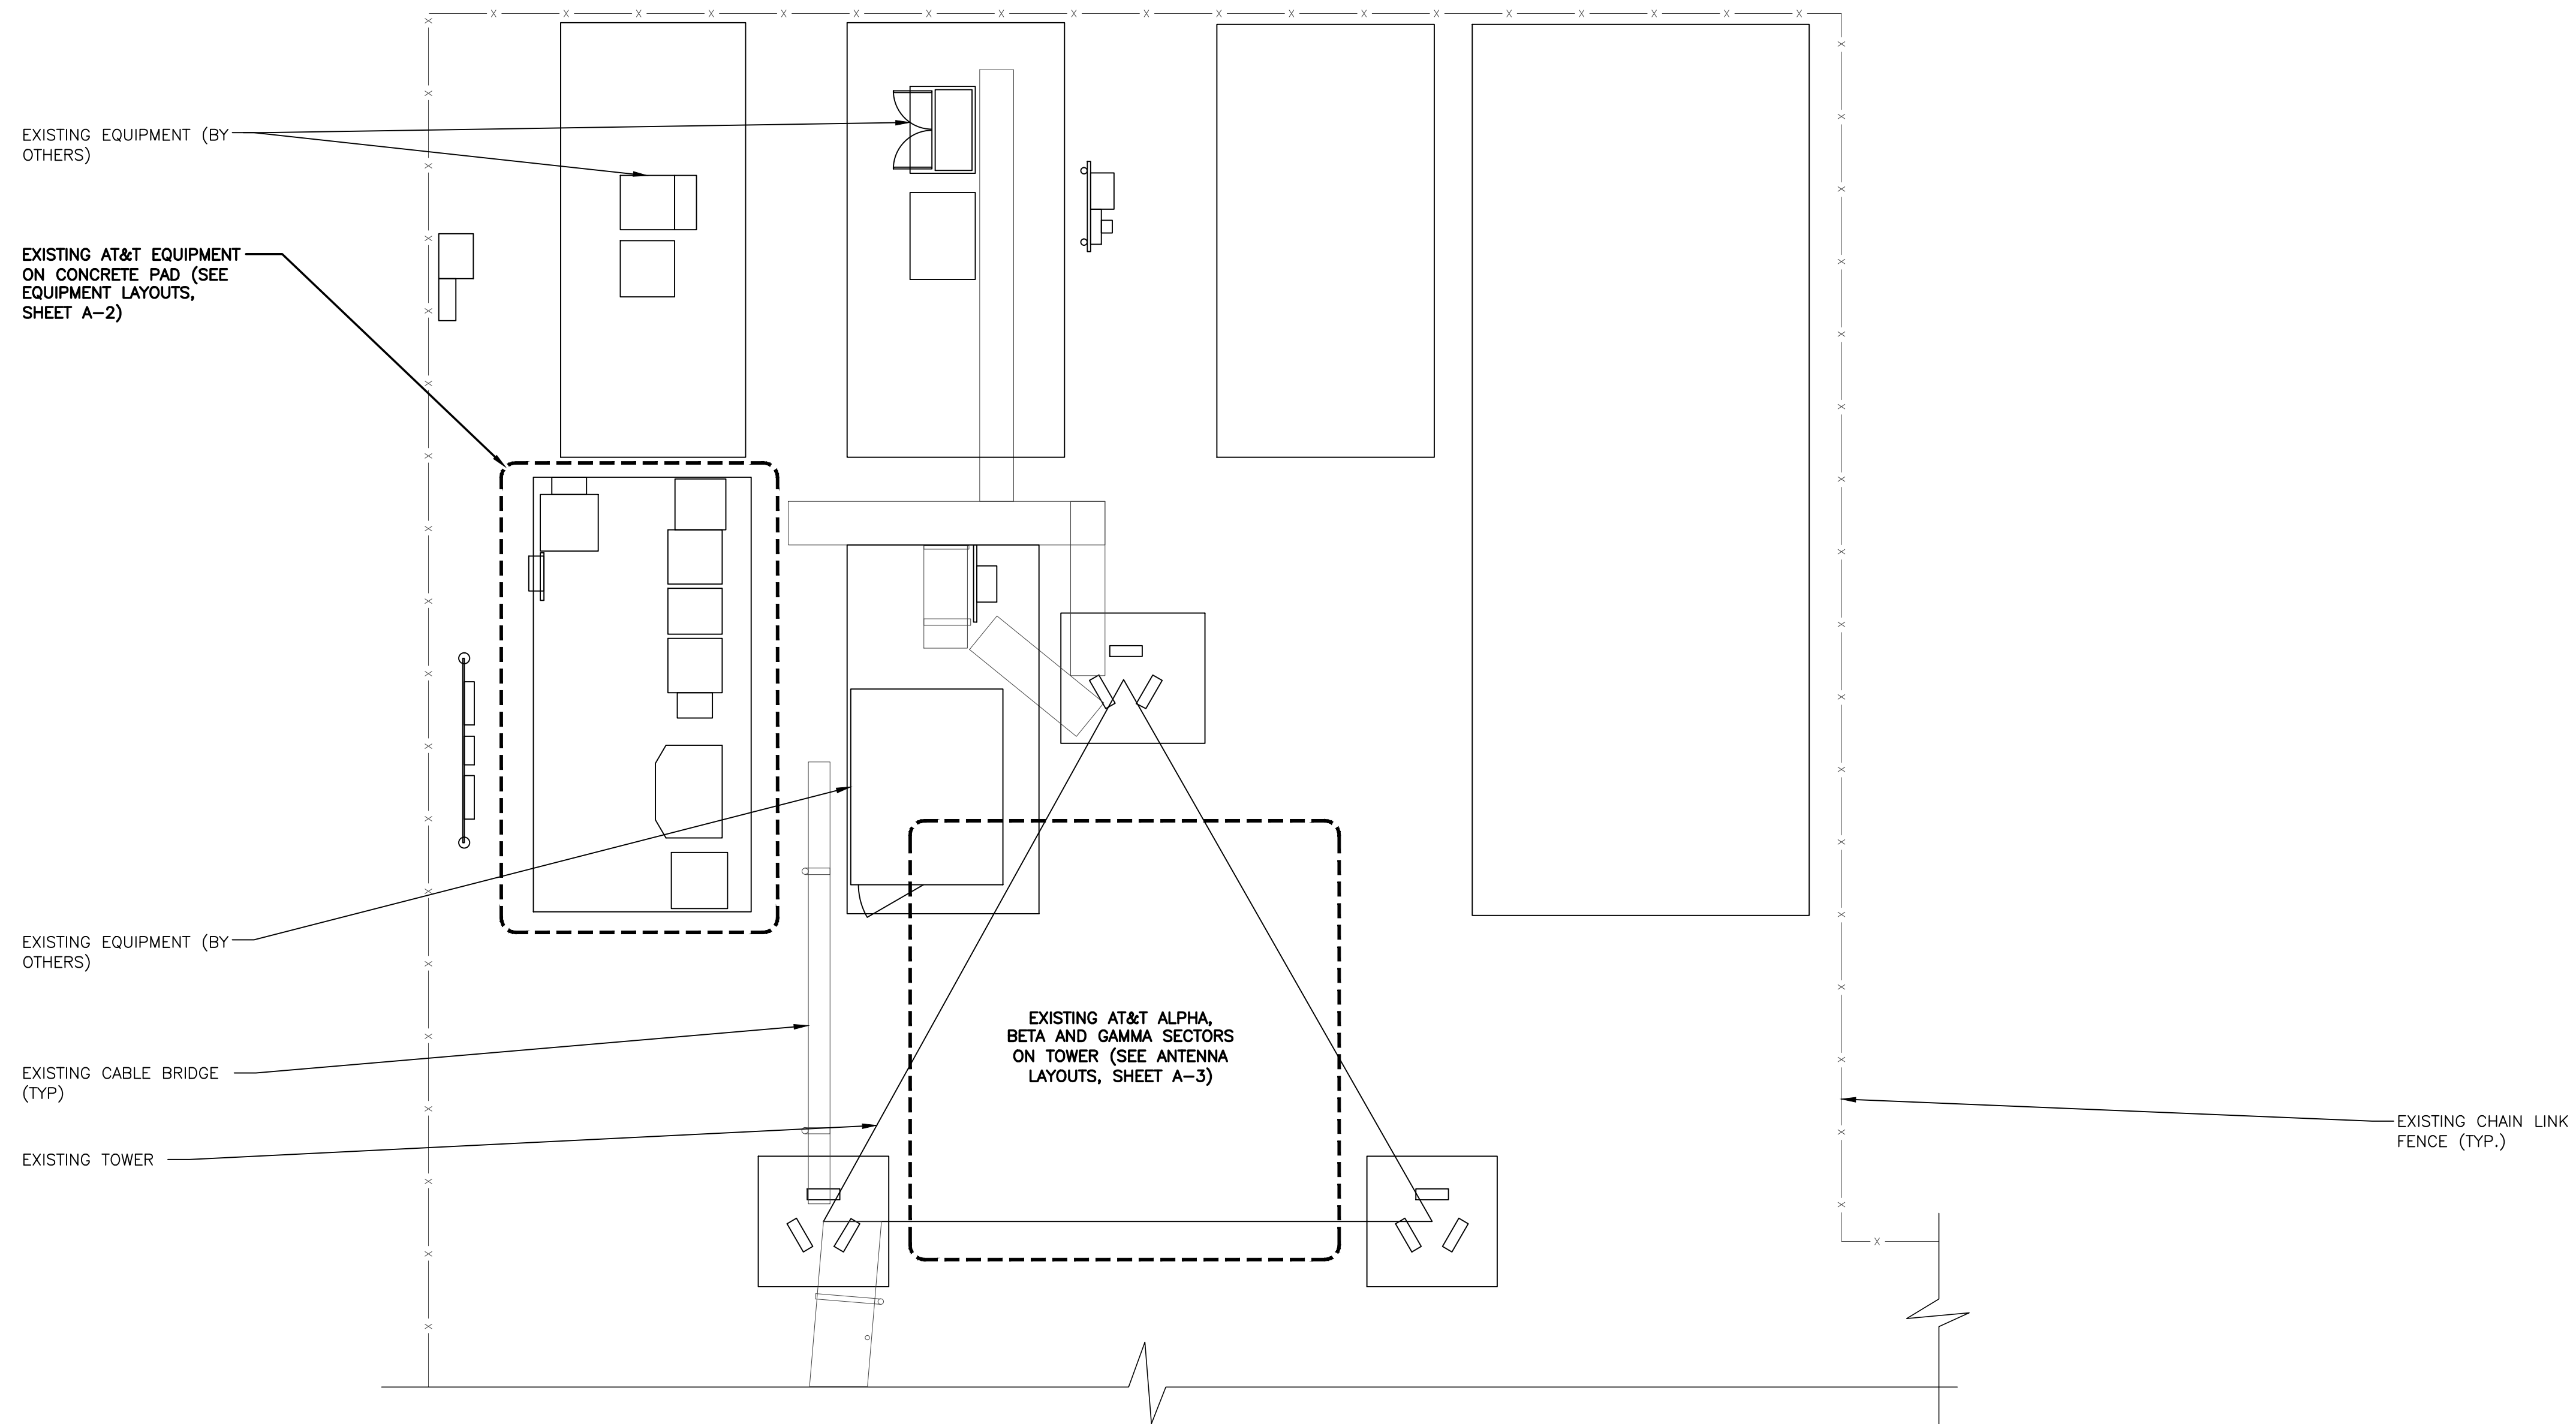 EXISTING EQUIPMENT (BY
OTHERS)
EXISTING AT&T EQUIPMENT
ON CONCRETE PAD (SEE
EQUIPMENT LAYOUTS,
SHEET A-2)
EXISTING EQUIPMENT (BY
OTHERS)
EXISTING AT&T ALPHA,
BETA AND GAMMA SECTORS
ON TOWER (SEE ANTENNA
LAYOUTS, SHEET A-3)
EXISTING CABLE BRIDGE
(TYP)
EXISTING TOWER
EXISTING CHAIN LINK
FENCE (TYP.)